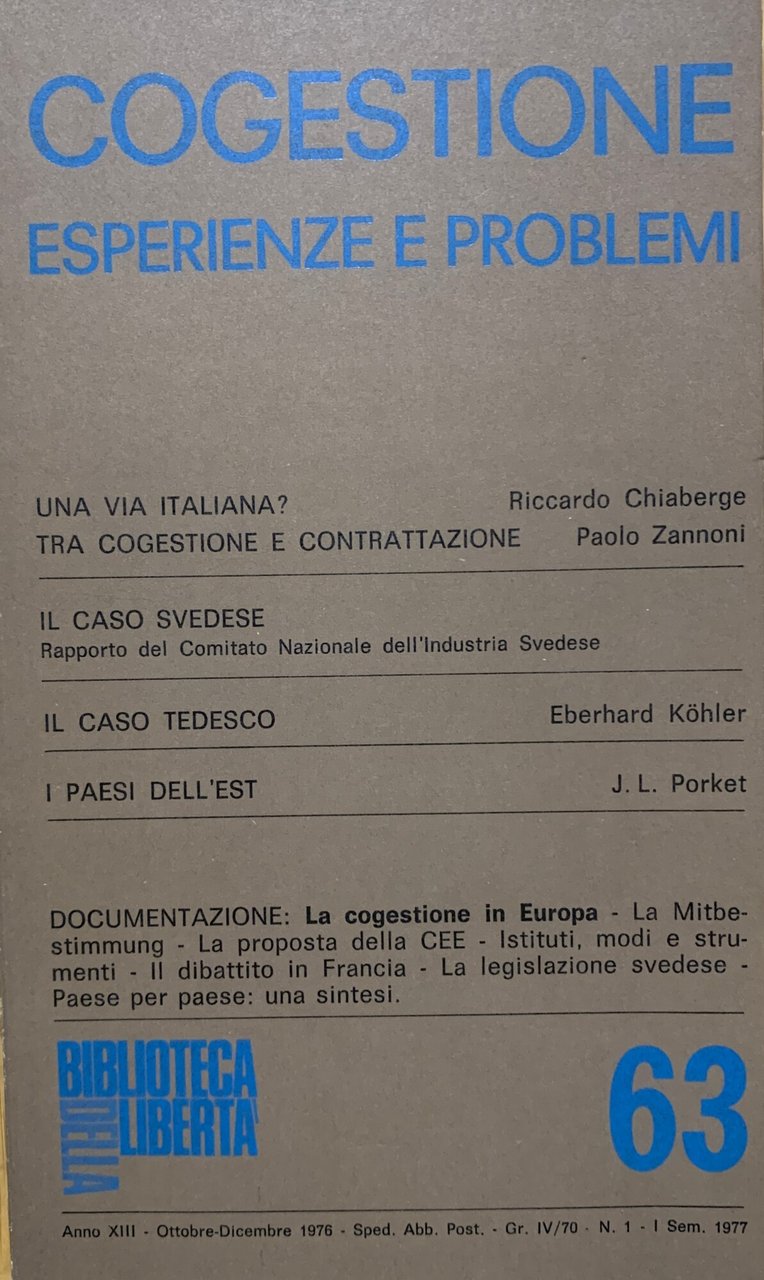 COGESTIONE
ESPERIENZE E PROBLEMI
UNA VIA ITALIANA? Riccardo Chiaberge
TRA COGESTIONE E CONTRATTAZIONE Paolo Zannoni
IL CASO SVEDESE
Rapporto del Comitato Nazionale dell'Industria Svedese
IL CASO TEDESCO Eberhard Köhler
I PAESI DELL'EST J. L. Porket
DOCUMENTAZIONE: La cogestione in Europa - La Mitbe-
stimmung - La proposta della CEE - Istituti, modi e stru-
menti - Il dibattito in Francia - La legislazione svedese -
Paese per paese: una sintesi.
BIBLIOTECA
DELLA
LIBERTA'
63
Anno XIII - Ottobre-Dicembre 1976 - Sped. Abb. Post. - Gr. IV/70 - N. 1 - I Sem. 1977